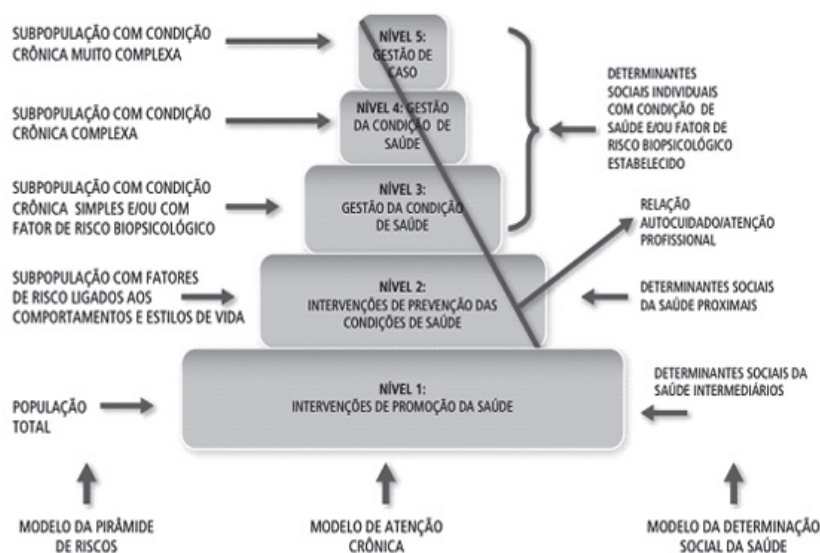 SUBPOPULAÇÃO COM CONDIÇÃO
CRÔNICA MUITO COMPLEXA
SUBPOPULAÇÃO COM CONDIÇÃO
CRÔNICA COMPLEXA
SUBPOPULAÇÃO COM CONDIÇÃO
CRÔNICA SIMPLES E/OU COM
FATOR DE RISCO BIOPSICOLÓGICO
SUBPOPULAÇÃO COM FATORES
DE RISCO LIGADOS AOS
COMPORTAMENTOS E ESTILOS DE VIDA
POPULAÇÃO
TOTAL
MODELO DA PIRÂMIDE
DE RISCOS
NÍVEL 5:
GESTÃO DE
CASO
NÍVEL 4: GESTÃO
DA CONDIÇÃO DE
SAÚDE
NÍVEL 3:
GESTÃO DA CONDIÇÃO
DE SAÚDE
NÍVEL 2:
INTERVENÇÕES DE PREVENÇÃO DAS
CONDIÇÕES DE SAÚDE
NÍVEL 1:
INTERVENÇÕES DE PROMOÇÃO DA SAÚDE
MODELO DE ATENÇÃO
CRÔNICA
DETERMINANTES
SOCIAIS INDIVIDUAIS
COM CONDIÇÃO DE
SAÚDE E/OU FATOR DE
RISCO BIOPSICOLÓGICO
ESTABELECIDO
RELAÇÃO
AUTOCUIDADO/ATENÇÃO
PROFISSIONAL
DETERMINANTES SOCIAIS
DA SAÚDE PROXIMAIS
DETERMINANTES SOCIAIS DA
SAÚDE INTERMEDIÁRIOS
MODELO DA DETERMINAÇÃO
SOCIAL DA SAÚDE